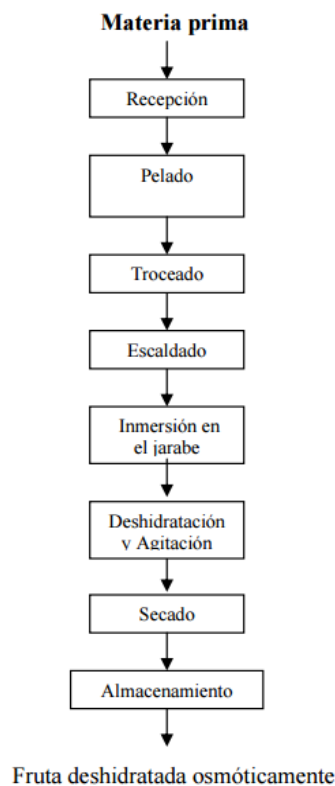 Materia prima
Recepción
Pelado
Troceado
Escaldado
Inmersión en
el jarabe
Deshidratación
y Agitación
Secado
Almacenamiento
Fruta deshidratada osmóticamente